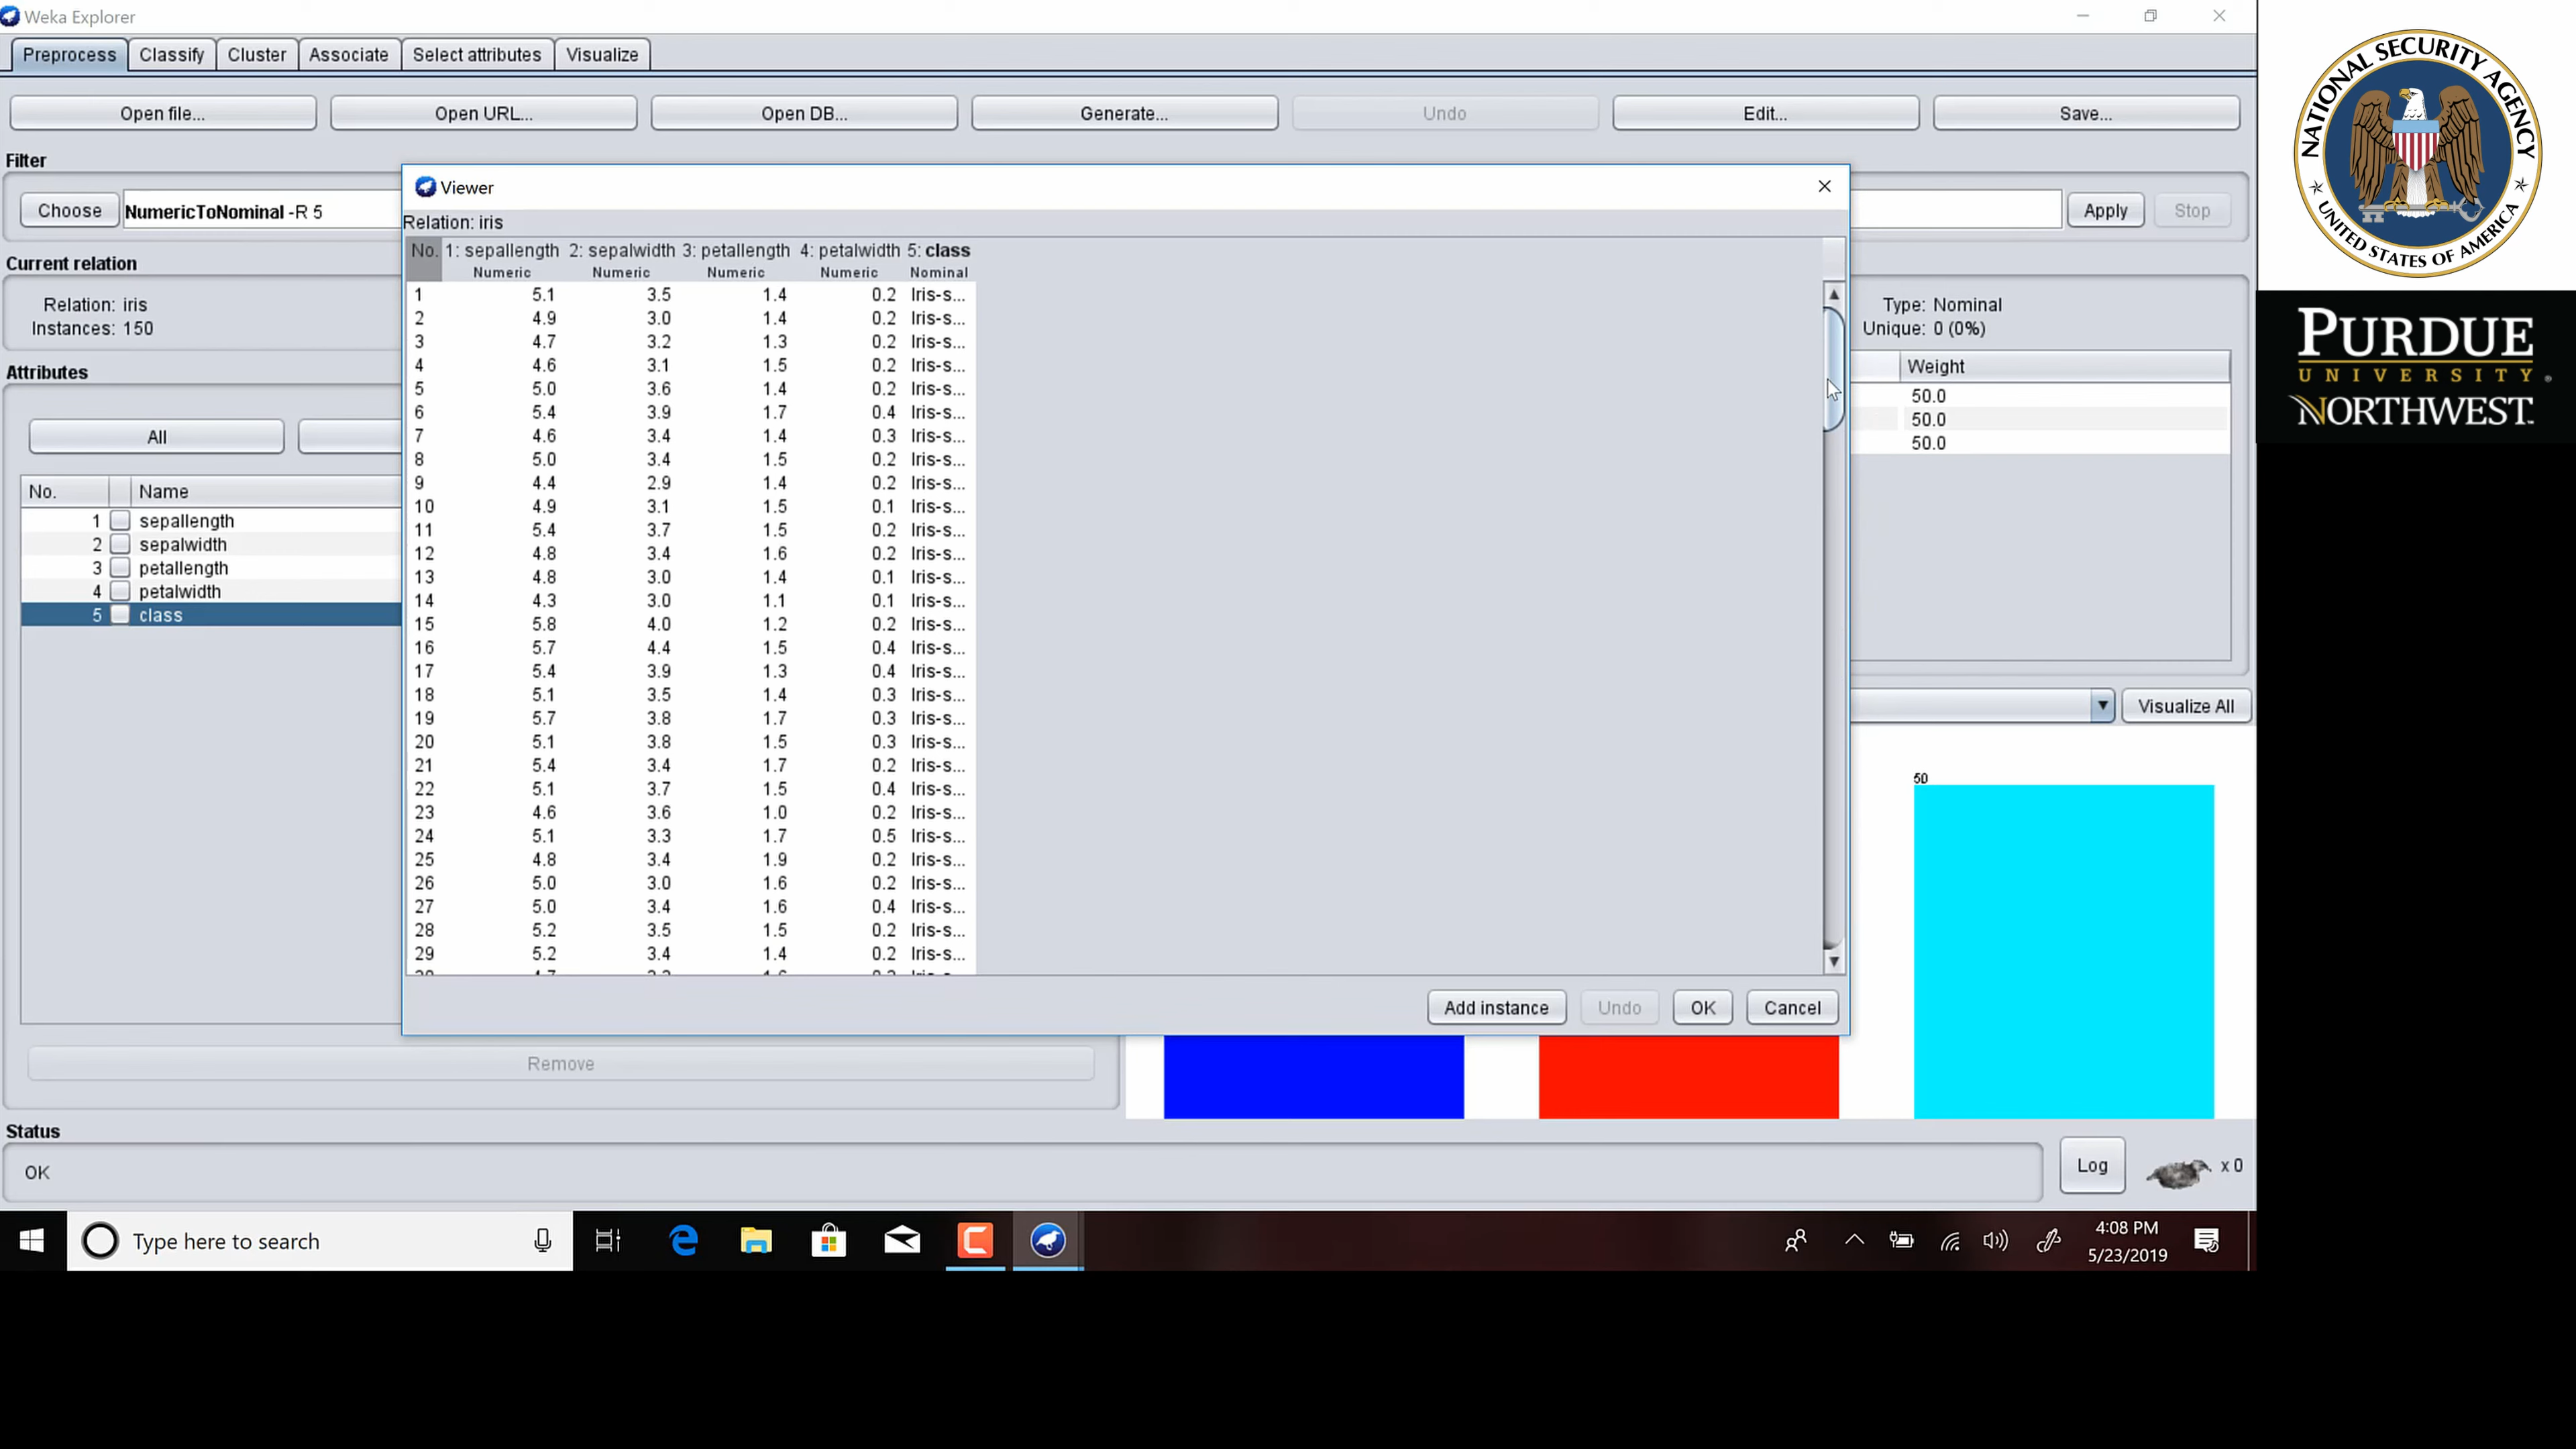 Weka Explorer
Preprocess Classify Cluster Associate Select attributes Visualize
Open file... Open URL... Open DB... Generate... Undo Edit... Save...
Filter
Choose NumericToNominal -R 5 Apply Stop
Current relation
Relation: iris
Instances: 150
Type: Nominal
Unique: 0 (0%)
Attributes
All
No. Name
1 sepallength
2 sepalwidth
3 petallength
4 petalwidth
5 class
Remove
Weight
50.0
50.0
50.0
Visualize All
50
Viewer
Relation: iris
No. 1: sepallength 2: sepalwidth 3: petallength 4: petalwidth 5: class
Numeric Numeric Numeric Numeric Nominal
1 5.1 3.5 1.4 0.2 Iris-s...
2 4.9 3.0 1.4 0.2 Iris-s...
3 4.7 3.2 1.3 0.2 Iris-s...
4 4.6 3.1 1.5 0.2 Iris-s...
5 5.0 3.6 1.4 0.2 Iris-s...
6 5.4 3.9 1.7 0.4 Iris-s...
7 4.6 3.4 1.4 0.3 Iris-s...
8 5.0 3.4 1.5 0.2 Iris-s...
9 4.4 2.9 1.4 0.2 Iris-s...
10 4.9 3.1 1.5 0.1 Iris-s...
11 5.4 3.7 1.5 0.2 Iris-s...
12 4.8 3.4 1.6 0.2 Iris-s...
13 4.8 3.0 1.4 0.1 Iris-s...
14 4.3 3.0 1.1 0.1 Iris-s...
15 5.8 4.0 1.2 0.2 Iris-s...
16 5.7 4.4 1.5 0.4 Iris-s...
17 5.4 3.9 1.3 0.4 Iris-s...
18 5.1 3.5 1.4 0.3 Iris-s...
19 5.7 3.8 1.7 0.3 Iris-s...
20 5.1 3.8 1.5 0.3 Iris-s...
21 5.4 3.4 1.7 0.2 Iris-s...
22 5.1 3.7 1.5 0.4 Iris-s...
23 4.6 3.6 1.0 0.2 Iris-s...
24 5.1 3.3 1.7 0.5 Iris-s...
25 4.8 3.4 1.9 0.2 Iris-s...
26 5.0 3.0 1.6 0.2 Iris-s...
27 5.0 3.4 1.6 0.4 Iris-s...
28 5.2 3.5 1.5 0.2 Iris-s...
29 5.2 3.4 1.4 0.2 Iris-s...
Add instance Undo OK Cancel
Status
OK
Log x 0
Type here to search
4:08 PM
5/23/2019
NATIONAL SECURITY AGENCY
UNITED STATES OF AMERICA
PURDUE
UNIVERSITY®
NORTHWEST™